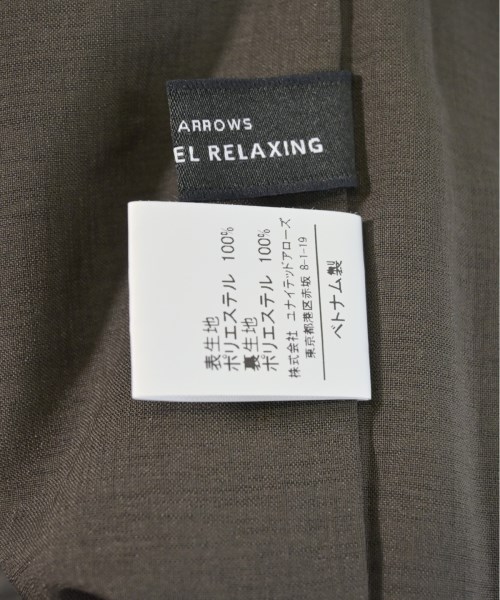 ARROWS
EL RELAXING
表生地
ポリエステル 100%
裏生地
ポリエステル 100%
株式会社 ユナイテッドアローズ
東京都港区赤坂 8-1-19
ベトナム製